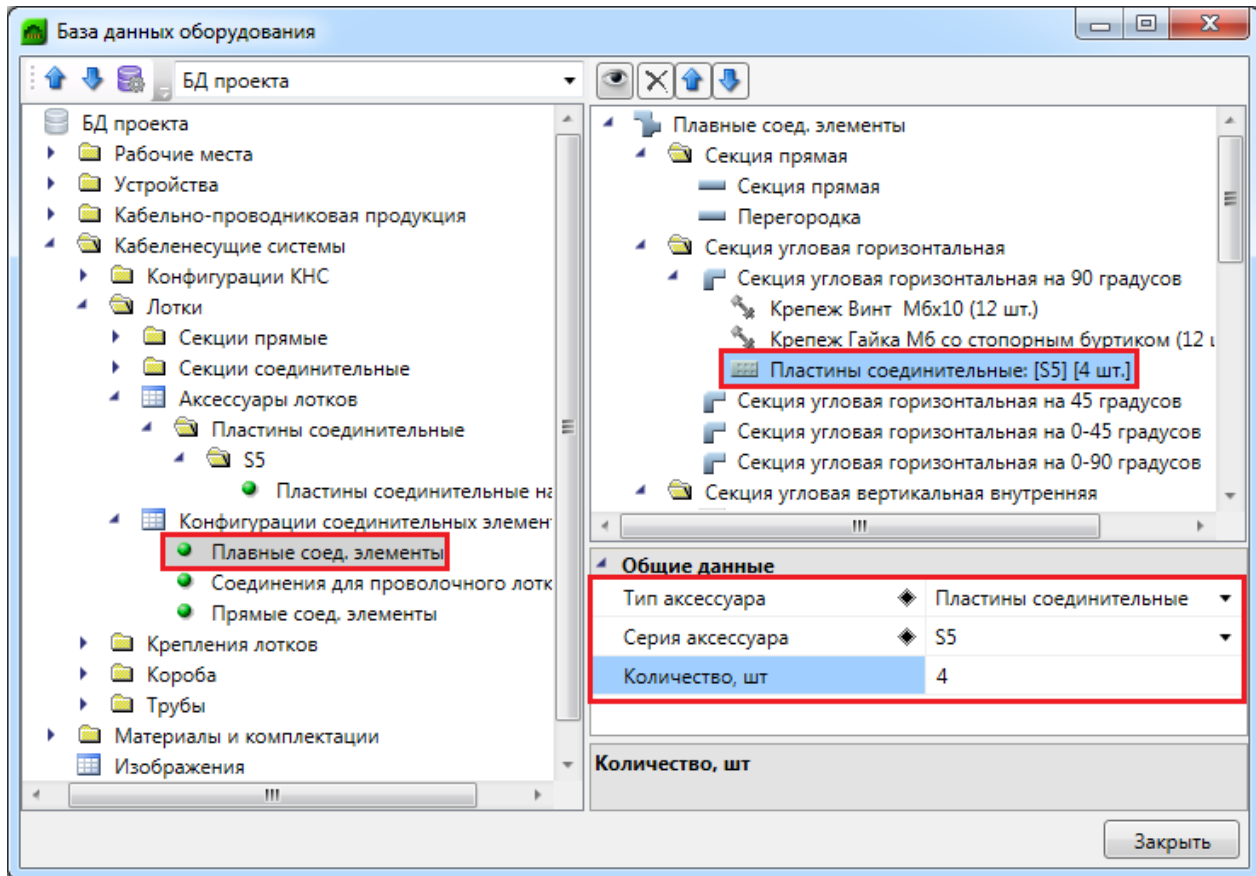 База данных оборудования
БД проекта
БД проекта
Рабочие места
Устройства
Кабельно-проводниковая продукция
Кабеленесущие системы
Конфигурации КНС
Лотки
Секции прямые
Секции соединительные
Аксессуары лотков
Пластины соединительные
S5
Пластины соединительные на
Конфигурации соединительных элемен
Плавные соед. элементы
Соединения для проволочного лотк
Прямые соед. элементы
Крепления лотков
Короба
Трубы
Материалы и комплектации
Изображения
Плавные соед. элементы
Секция прямая
Секция прямая
Перегородка
Секция угловая горизонтальная
Секция угловая горизонтальная на 90 градусов
Крепеж Винт М6х10 (12 шт.)
Крепеж Гайка М6 со стопорным буртиком (12 ш
Пластины соединительные: [S5] [4 шт.]
Секция угловая горизонтальная на 45 градусов
Секция угловая горизонтальная на 0-45 градусов
Секция угловая горизонтальная на 0-90 градусов
Секция угловая вертикальная внутренняя
Общие данные
Тип аксессуара Пластины соединительные
Серия аксессуара S5
Количество, шт 4
Количество, шт
Закрыть